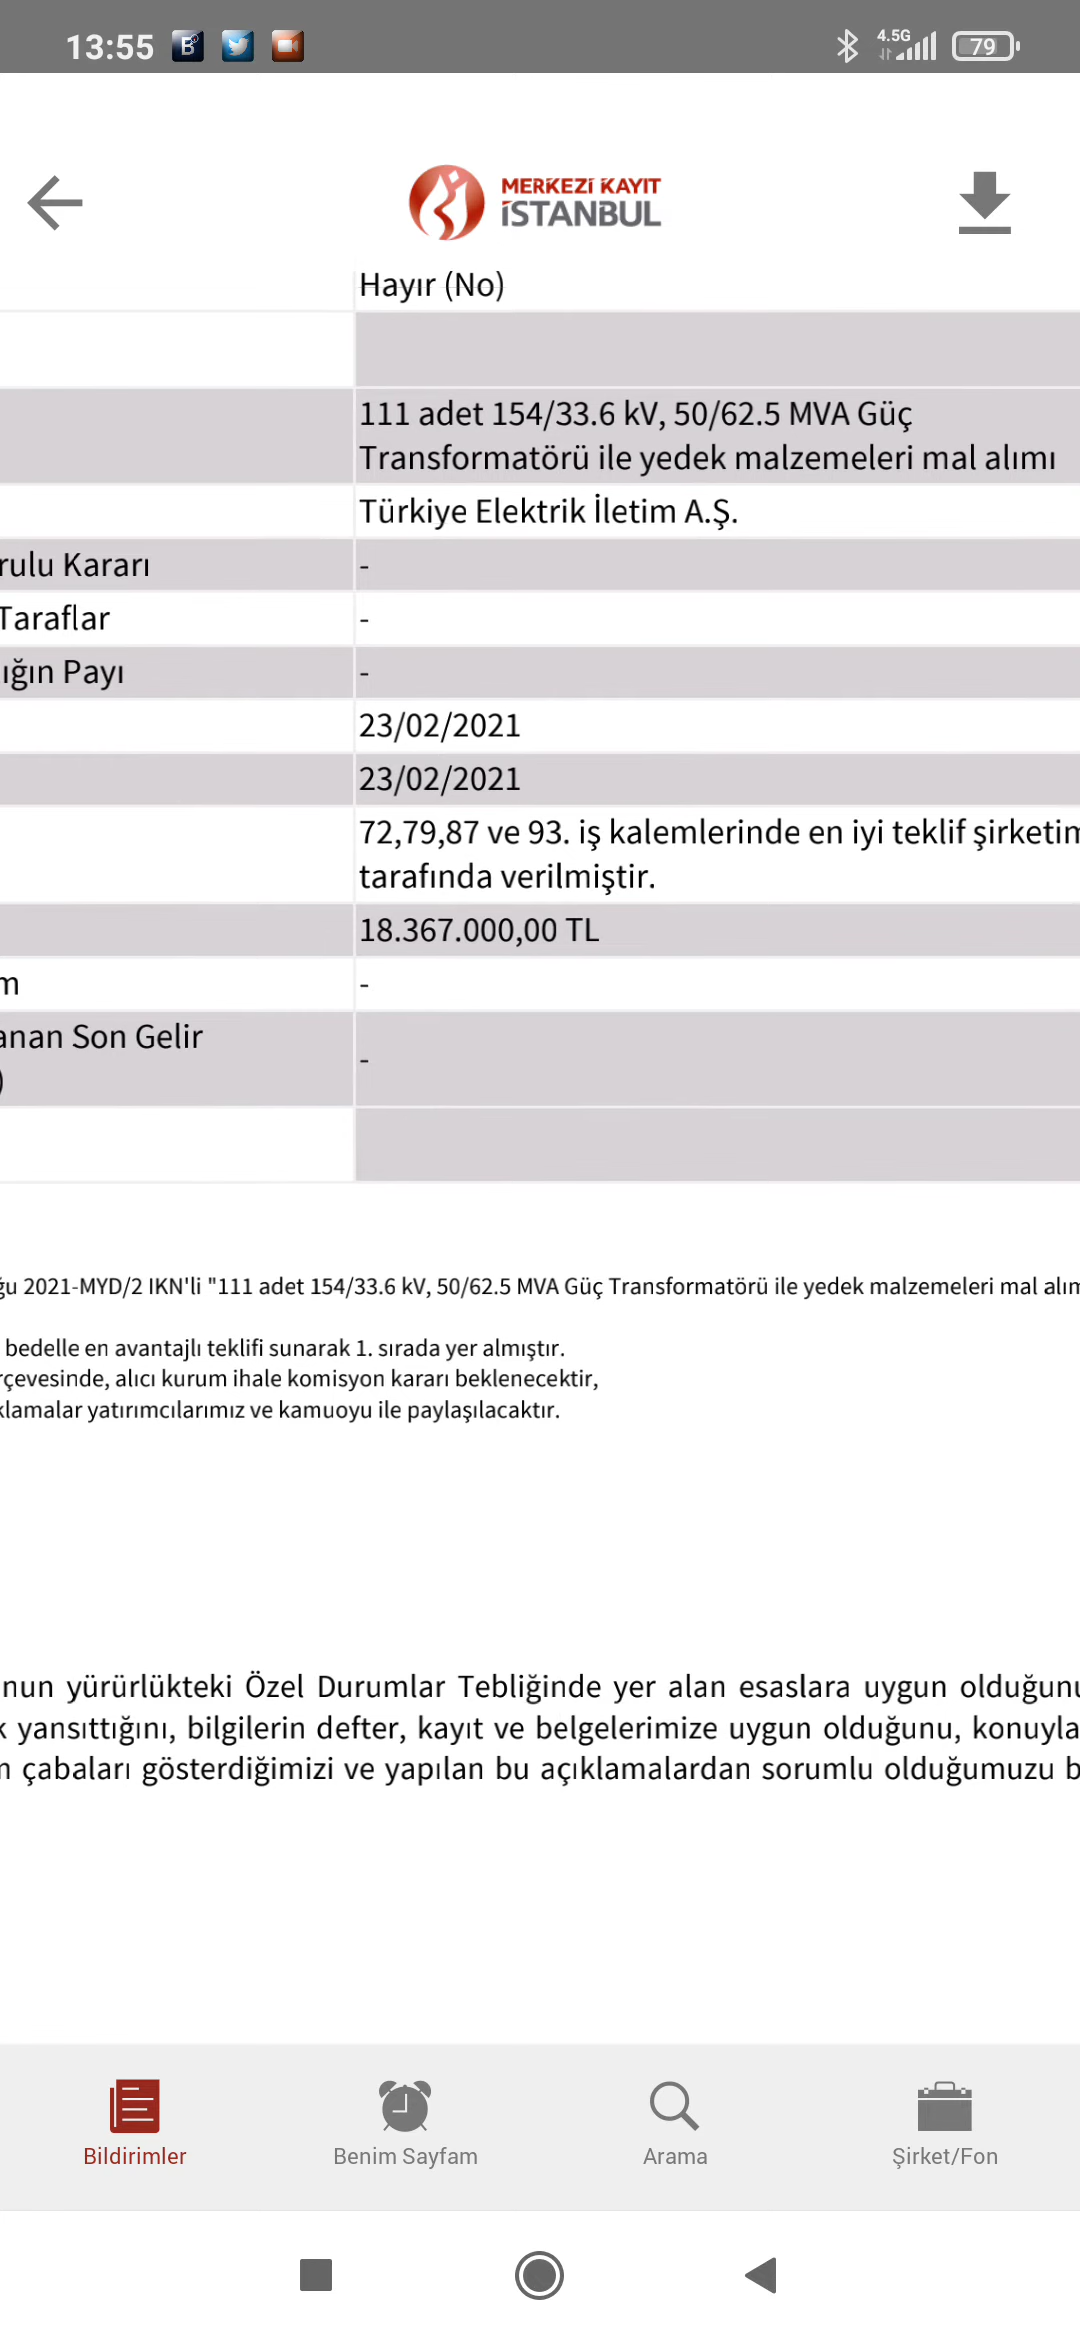 13:55
4.5G
79
MERKEZİ KAYIT
İSTANBUL
Hayır (No)
111 adet 154/33.6 kV, 50/62.5 MVA Güç
Transformatörü ile yedek malzemeleri mal alımı
Türkiye Elektrik İletim A.Ş.
rulu Kararı
-
Taraflar
-
ığın Payı
-
23/02/2021
23/02/2021
72,79,87 ve 93. iş kalemlerinde en iyi teklif şirketim
tarafında verilmiştir.
18.367.000,00 TL
m
-
anan Son Gelir
)
-
ğu 2021-MYD/2 IKN'li "111 adet 154/33.6 kV, 50/62.5 MVA Güç Transformatörü ile yedek malzemeleri mal alım
bedelle en avantajlı teklifi sunarak 1. sırada yer almıştır.
rçevesinde, alıcı kurum ihale komisyon kararı beklenecektir,
klamalar yatırımcılarımız ve kamuoyu ile paylaşılacaktır.
nun yürürlükteki Özel Durumlar Tebliğinde yer alan esaslara uygun olduğunu
k yansıttığını, bilgilerin defter, kayıt ve belgelerimize uygun olduğunu, konuyla
n çabaları gösterdiğimizi ve yapılan bu açıklamalardan sorumlu olduğumuzu b
Bildirimler
Benim Sayfam
Arama
Şirket/Fon